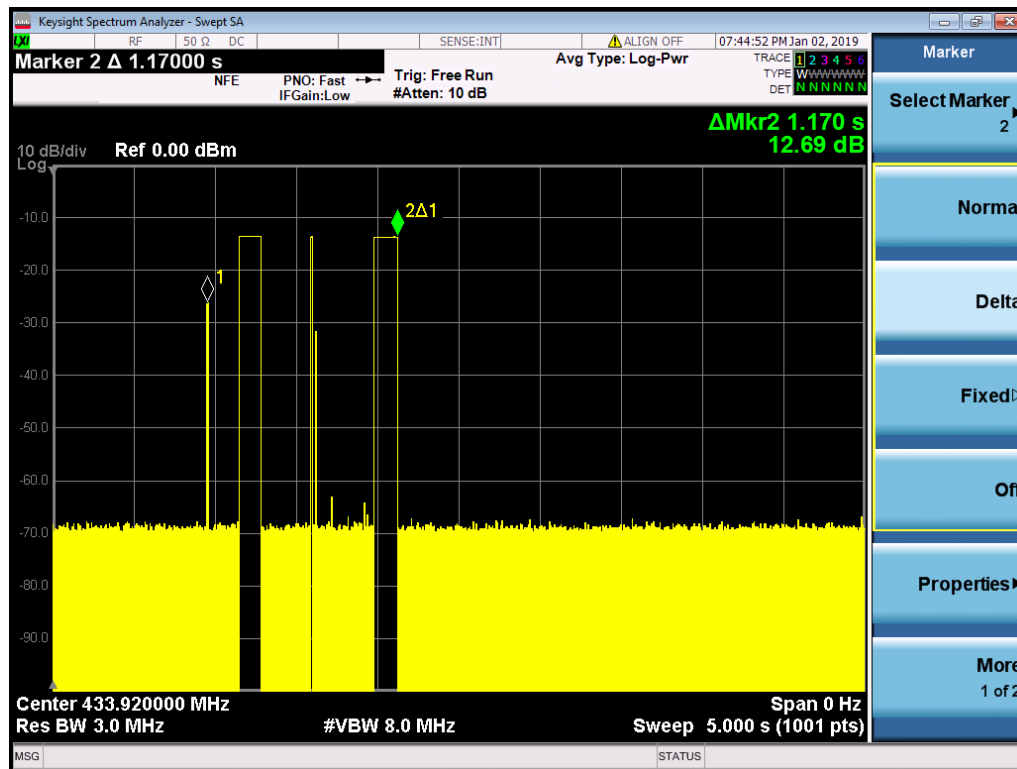 Keysight Spectrum Analyzer - Swept SA
LXI RF 50 Ω DC SENSE:INT ALIGN OFF 07:44:52 PM Jan 02, 2019
Marker 2 Δ 1.17000 s
NFE
PNO: Fast
IFGain:Low
Trig: Free Run
#Atten: 10 dB
Avg Type: Log-Pwr
TRACE 1 2 3 4 5 6
TYPE WWWWWW
DET N N N N N N
ΔMkr2 1.170 s
12.69 dB
10 dB/div Ref 0.00 dBm
Log
-10.0
-20.0
-30.0
-40.0
-50.0
-60.0
-70.0
-80.0
-90.0
1
2Δ1
Center 433.920000 MHz Span 0 Hz
Res BW 3.0 MHz #VBW 8.0 MHz Sweep 5.000 s (1001 pts)
MSG STATUS
Marker
Select Marker
2
Norma
Delta
Fixed
Off
Properties
More
1 of 2